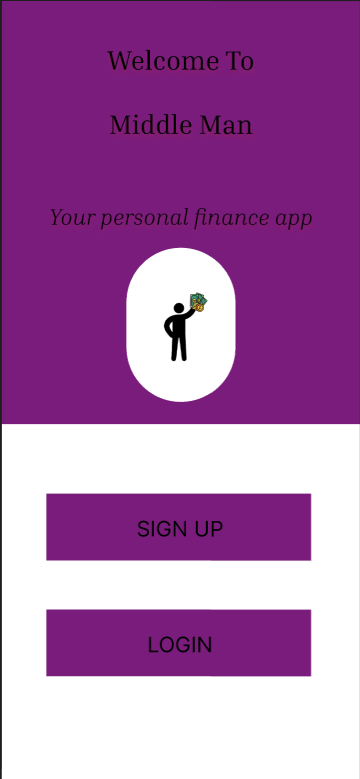 Welcome To
Middle Man
Your personal finance app
SIGN UP
LOGIN